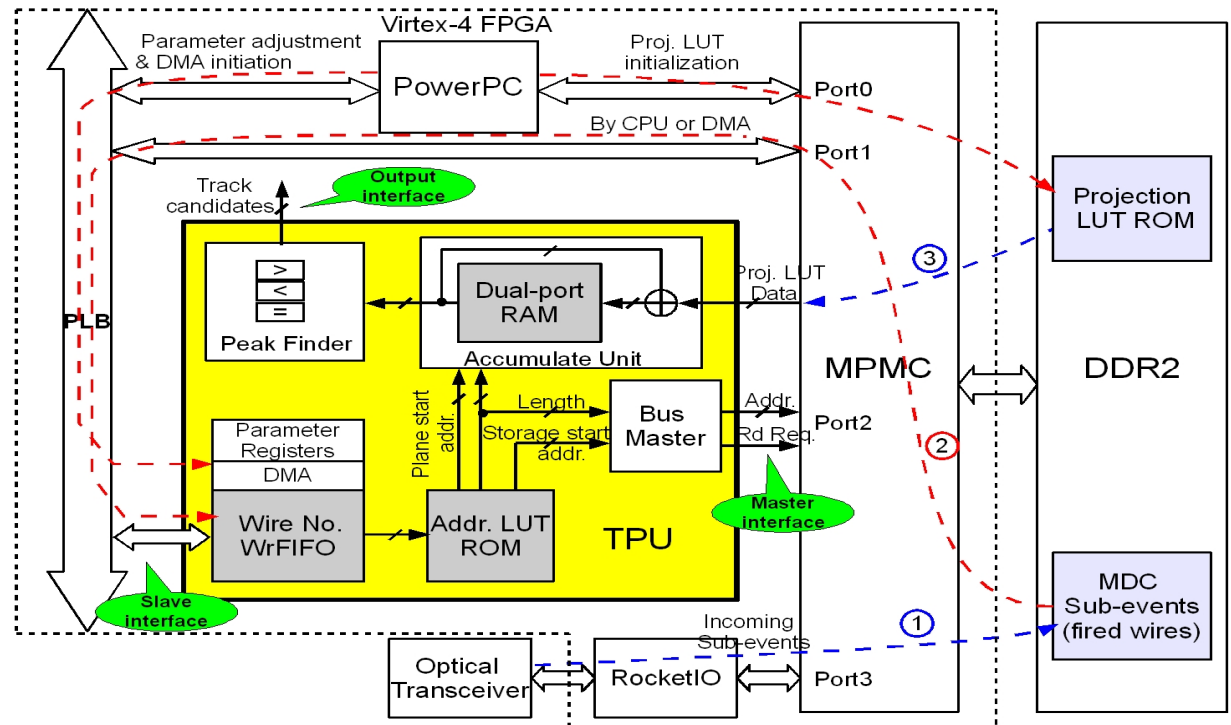 Virtex-4 FPGA
Parameter adjustment
& DMA initiation
PowerPC
Proj. LUT
initialization
Port0
By CPU or DMA
Port1
Track
candidates
Output
interface
Projection
LUT ROM
3
>
<
=
Peak Finder
Dual-port
RAM
Accumulate Unit
Proj. LUT
Data
PLB
MPMC
DDR2
Parameter
Registers
DMA
Wire No.
WrFIFO
Plane start
addr.
Length
Storage start
addr.
Addr. LUT
ROM
Bus
Master
Addr.
Rd Req.
Port2
2
Master
interface
TPU
Slave
interface
MDC
Sub-events
(fired wires)
Incoming
Sub-events
1
Optical
Transceiver
RocketIO
Port3